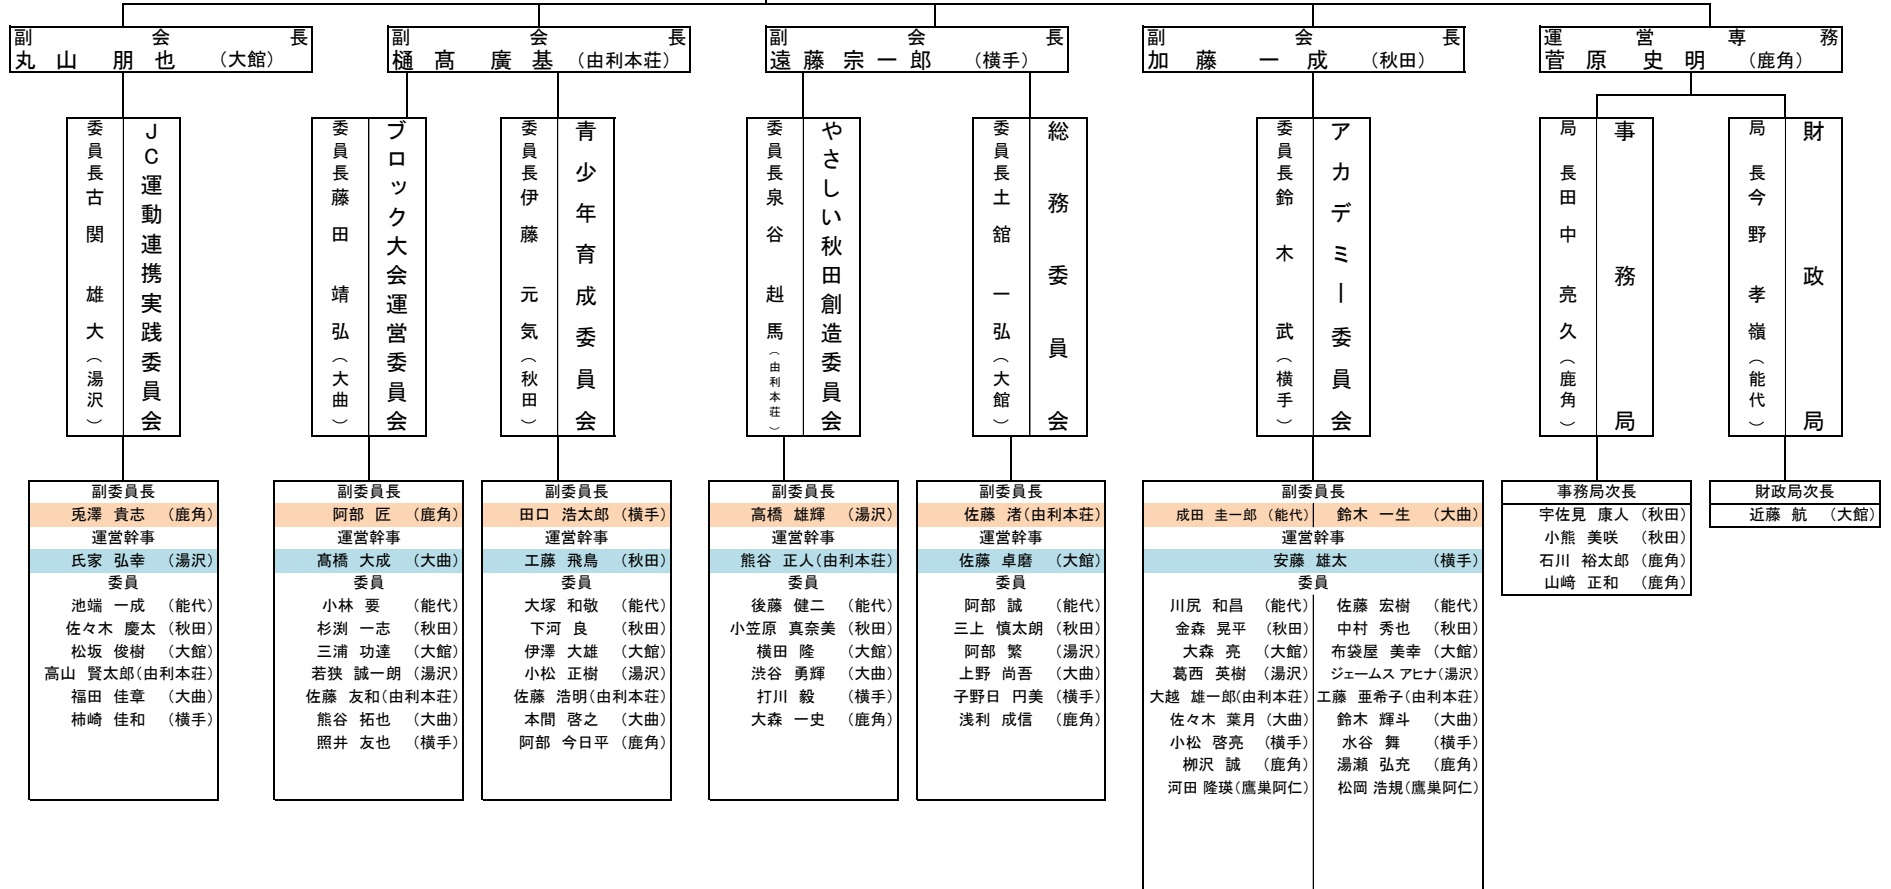 副会長
丸山 朋也 （大館）
副会長
樋髙 廣基 （由利本荘）
副会長
遠藤 宗一郎 （横手）
副会長
加藤 一成 （秋田）
運営専務
菅原 史明 （鹿角）
JC運動連携実践委員会
委員長 古関 雄大（湯沢）
ブロック大会運営委員会
委員長 藤田 靖弘（大曲）
青少年育成委員会
委員長 伊藤 元気（秋田）
やさしい秋田創造委員会
委員長 泉谷 赳馬（由利本荘）
総務委員会
委員長 土舘 一弘（大館）
アカデミー委員会
委員長 鈴木 武（横手）
事務局
局長 田中 亮久（鹿角）
財政局
局長 今野 孝嶺（能代）
副委員長
兎澤 貴志 （鹿角）
運営幹事
氏家 弘幸 （湯沢）
委員
池端 一成 （能代）
佐々木 慶太 （秋田）
松坂 俊樹 （大館）
高山 賢太郎（由利本荘）
福田 佳章 （大曲）
柿崎 佳和 （横手）
副委員長
阿部 匠 （鹿角）
運営幹事
髙橋 大成 （大曲）
委員
小林 要 （能代）
杉渕 一志 （秋田）
三浦 功達 （大館）
若狭 誠一朗 （湯沢）
佐藤 友和（由利本荘）
熊谷 拓也 （大曲）
照井 友也 （横手）
副委員長
田口 浩太郎 （横手）
運営幹事
工藤 飛鳥 （秋田）
委員
大塚 和敬 （能代）
下河 良 （秋田）
伊澤 大雄 （大館）
小松 正樹 （湯沢）
佐藤 浩明（由利本荘）
本間 啓之 （大曲）
阿部 今日平 （鹿角）
副委員長
高橋 雄輝 （湯沢）
運営幹事
熊谷 正人（由利本荘）
委員
後藤 健二 （能代）
小笠原 真奈美 （秋田）
横田 隆 （大館）
渋谷 勇輝 （大曲）
打川 毅 （横手）
大森 一史 （鹿角）
副委員長
佐藤 渚（由利本荘）
運営幹事
佐藤 卓磨 （大館）
委員
阿部 誠 （能代）
三上 慎太朗 （秋田）
阿部 繁 （湯沢）
上野 尚吾 （大曲）
子野日 円美 （横手）
浅利 成信 （鹿角）
副委員長
成田 圭一郎 （能代） 鈴木 一生 （大曲）
運営幹事
安藤 雄太 （横手）
委員
川尻 和昌 （能代） 佐藤 宏樹 （能代）
金森 晃平 （秋田） 中村 秀也 （秋田）
大森 亮 （大館） 布袋屋 美幸 （大館）
葛西 英樹 （湯沢） ジェームス アヒナ（湯沢）
大越 雄一郎（由利本荘） 工藤 亜希子（由利本荘）
佐々木 葉月 （大曲） 鈴木 輝斗 （大曲）
小松 啓亮 （横手） 水谷 舞 （横手）
栁沢 誠 （鹿角） 湯瀬 弘充 （鹿角）
河田 隆瑛（鷹巣阿仁） 松岡 浩規（鷹巣阿仁）
事務局次長
宇佐見 康人 （秋田）
小熊 美咲 （秋田）
石川 裕太郎 （鹿角）
山﨑 正和 （鹿角）
財政局次長
近藤 航 （大館）